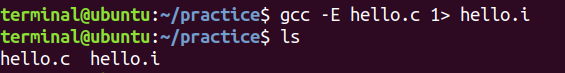 terminal@ubuntu:~/practice$ gcc -E hello.c 1> hello.i
terminal@ubuntu:~/practice$ ls
hello.c  hello.i